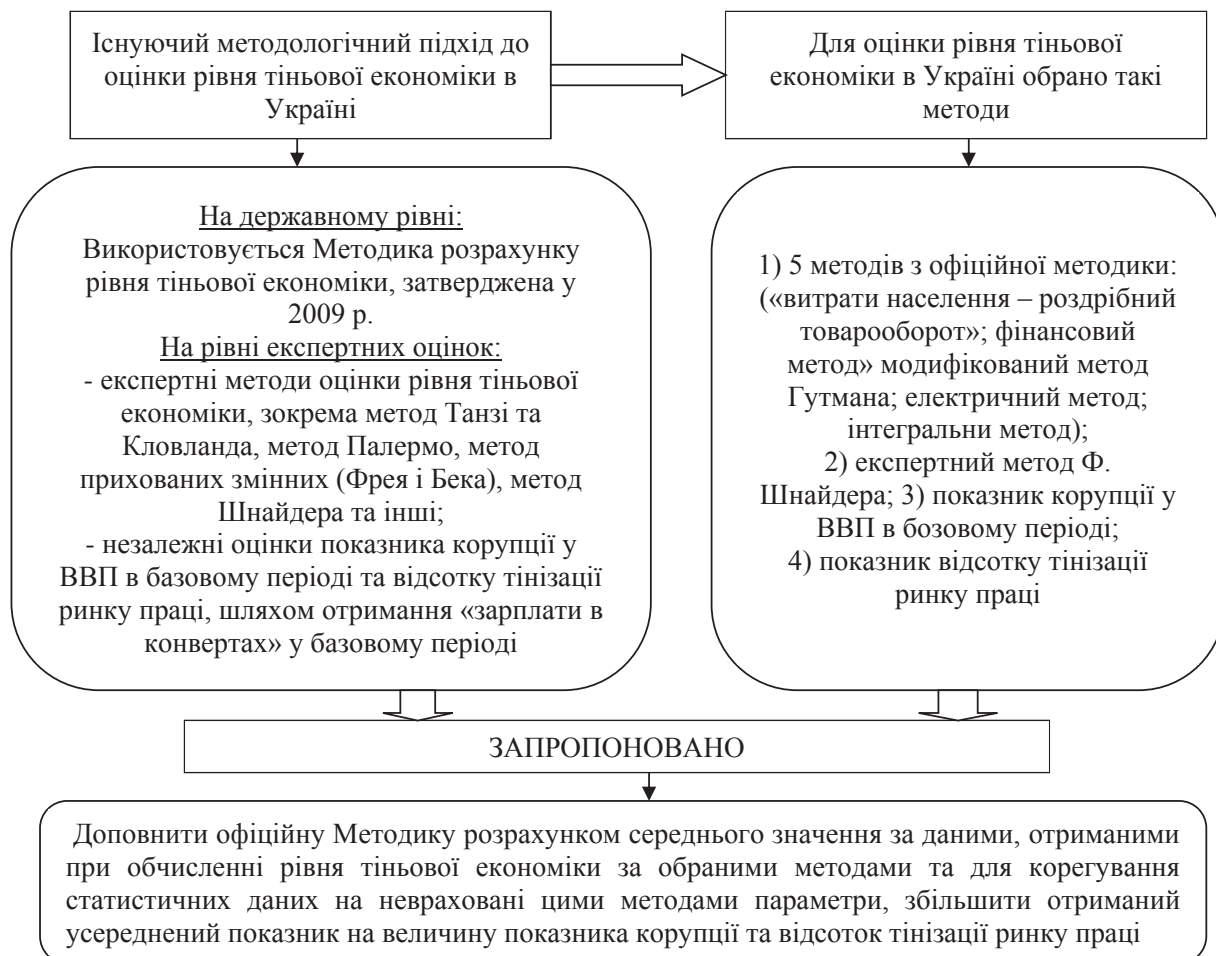 Існуючий методологічний підхід до
оцінки рівня тіньової економіки в
Україні
Для оцінки рівня тіньової
економіки в Україні обрано такі
методи
На державному рівні:
Використовується Методика розрахунку
рівня тіньової економіки, затверджена у
2009 р.
На рівні експертних оцінок:
- експертні методи оцінки рівня тіньової
економіки, зокрема метод Танзі та
Кловланда, метод Палермо, метод
прихованих змінних (Фрея і Бека), метод
Шнайдера та інші;
- незалежні оцінки показника корупції у
ВВП в базовому періоді та відсотку тінізації
ринку праці, шляхом отримання «зарплати в
конвертах» у базовому періоді
1) 5 методів з офіційної методики:
(«витрати населення – роздрібний
товарооборот»; фінансовий
метод» модифікований метод
Гутмана; електричний метод;
інтегральни метод);
2) експертний метод Ф.
Шнайдера; 3) показник корупції у
ВВП в бозовому періоді;
4) показник відсотку тінізації
ринку праці
ЗАПРОПОНОВАНО
Доповнити офіційну Методику розрахунком середнього значення за даними, отриманими
при обчисленні рівня тіньової економіки за обраними методами та для корегування
статистичних даних на невраховані цими методами параметри, збільшити отриманий
усереднений показник на величину показника корупції та відсоток тінізації ринку праці